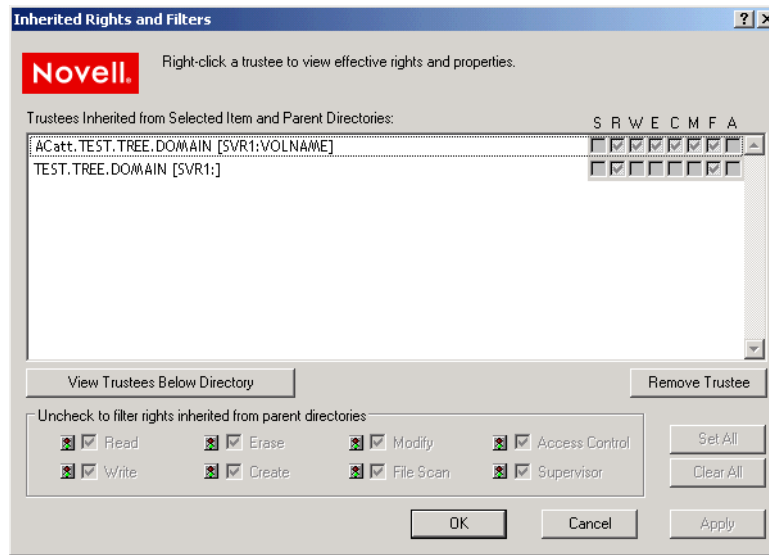 Inherited Rights and Filters
Novell.
Right-click a trustee to view effective rights and properties.
Trustees Inherited from Selected Item and Parent Directories:
S R W E C M F A
ACatt.TEST.TREE.DOMAIN [SVR1:VOLNAME]
TEST.TREE.DOMAIN [SVR1:]
View Trustees Below Directory
Remove Trustee
Uncheck to filter rights inherited from parent directories
Read Erase Modify Access Control
Set All
Write Create File Scan Supervisor
Clear All
OK Cancel Apply